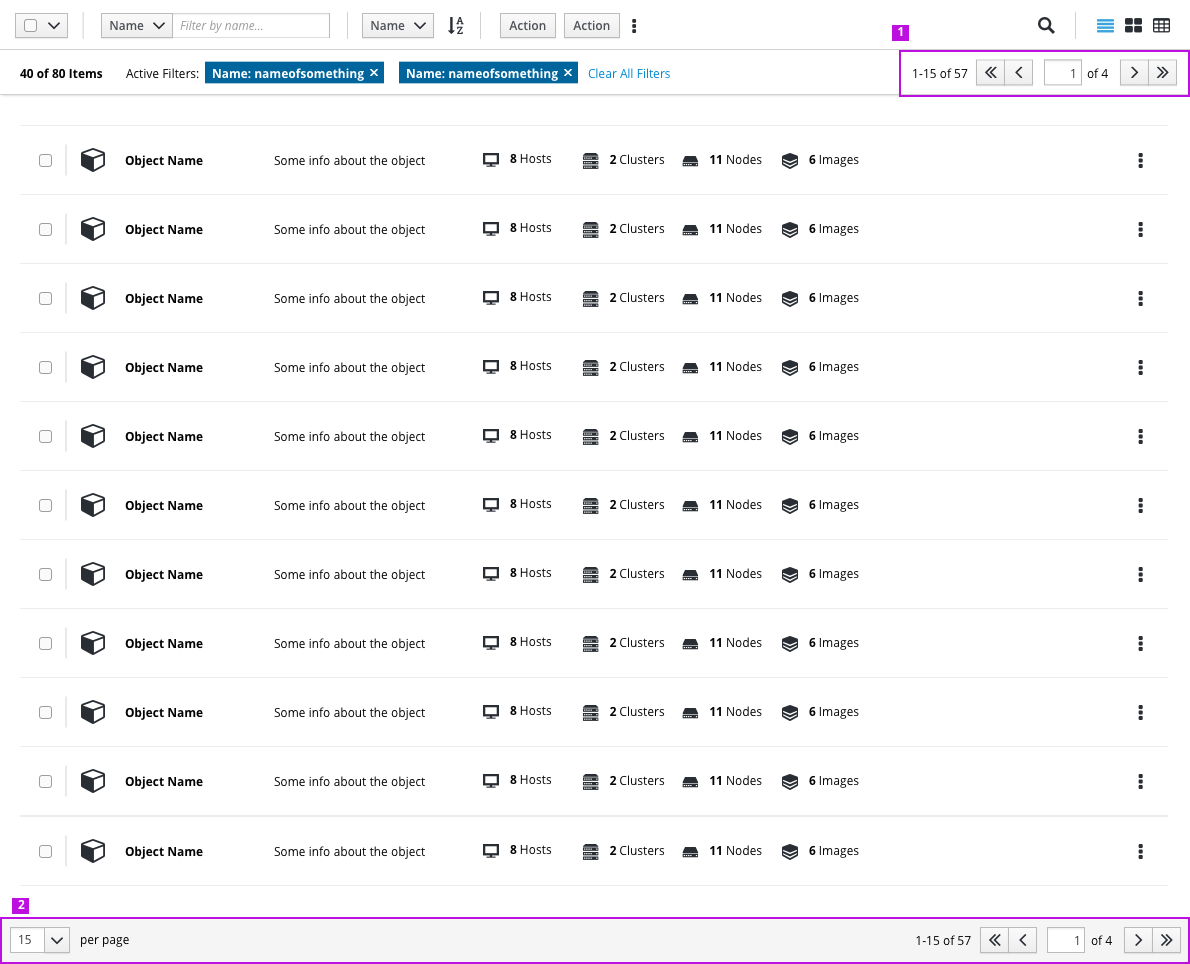 Name Filter by name... Name Action Action
1
40 of 80 Items Active Filters: Name: nameofsomething × Name: nameofsomething × Clear All Filters 1-15 of 57 1 of 4
Object Name Some info about the object 8 Hosts 2 Clusters 11 Nodes 6 Images
Object Name Some info about the object 8 Hosts 2 Clusters 11 Nodes 6 Images
Object Name Some info about the object 8 Hosts 2 Clusters 11 Nodes 6 Images
Object Name Some info about the object 8 Hosts 2 Clusters 11 Nodes 6 Images
Object Name Some info about the object 8 Hosts 2 Clusters 11 Nodes 6 Images
Object Name Some info about the object 8 Hosts 2 Clusters 11 Nodes 6 Images
Object Name Some info about the object 8 Hosts 2 Clusters 11 Nodes 6 Images
Object Name Some info about the object 8 Hosts 2 Clusters 11 Nodes 6 Images
Object Name Some info about the object 8 Hosts 2 Clusters 11 Nodes 6 Images
Object Name Some info about the object 8 Hosts 2 Clusters 11 Nodes 6 Images
Object Name Some info about the object 8 Hosts 2 Clusters 11 Nodes 6 Images
2
15 per page 1-15 of 57 1 of 4